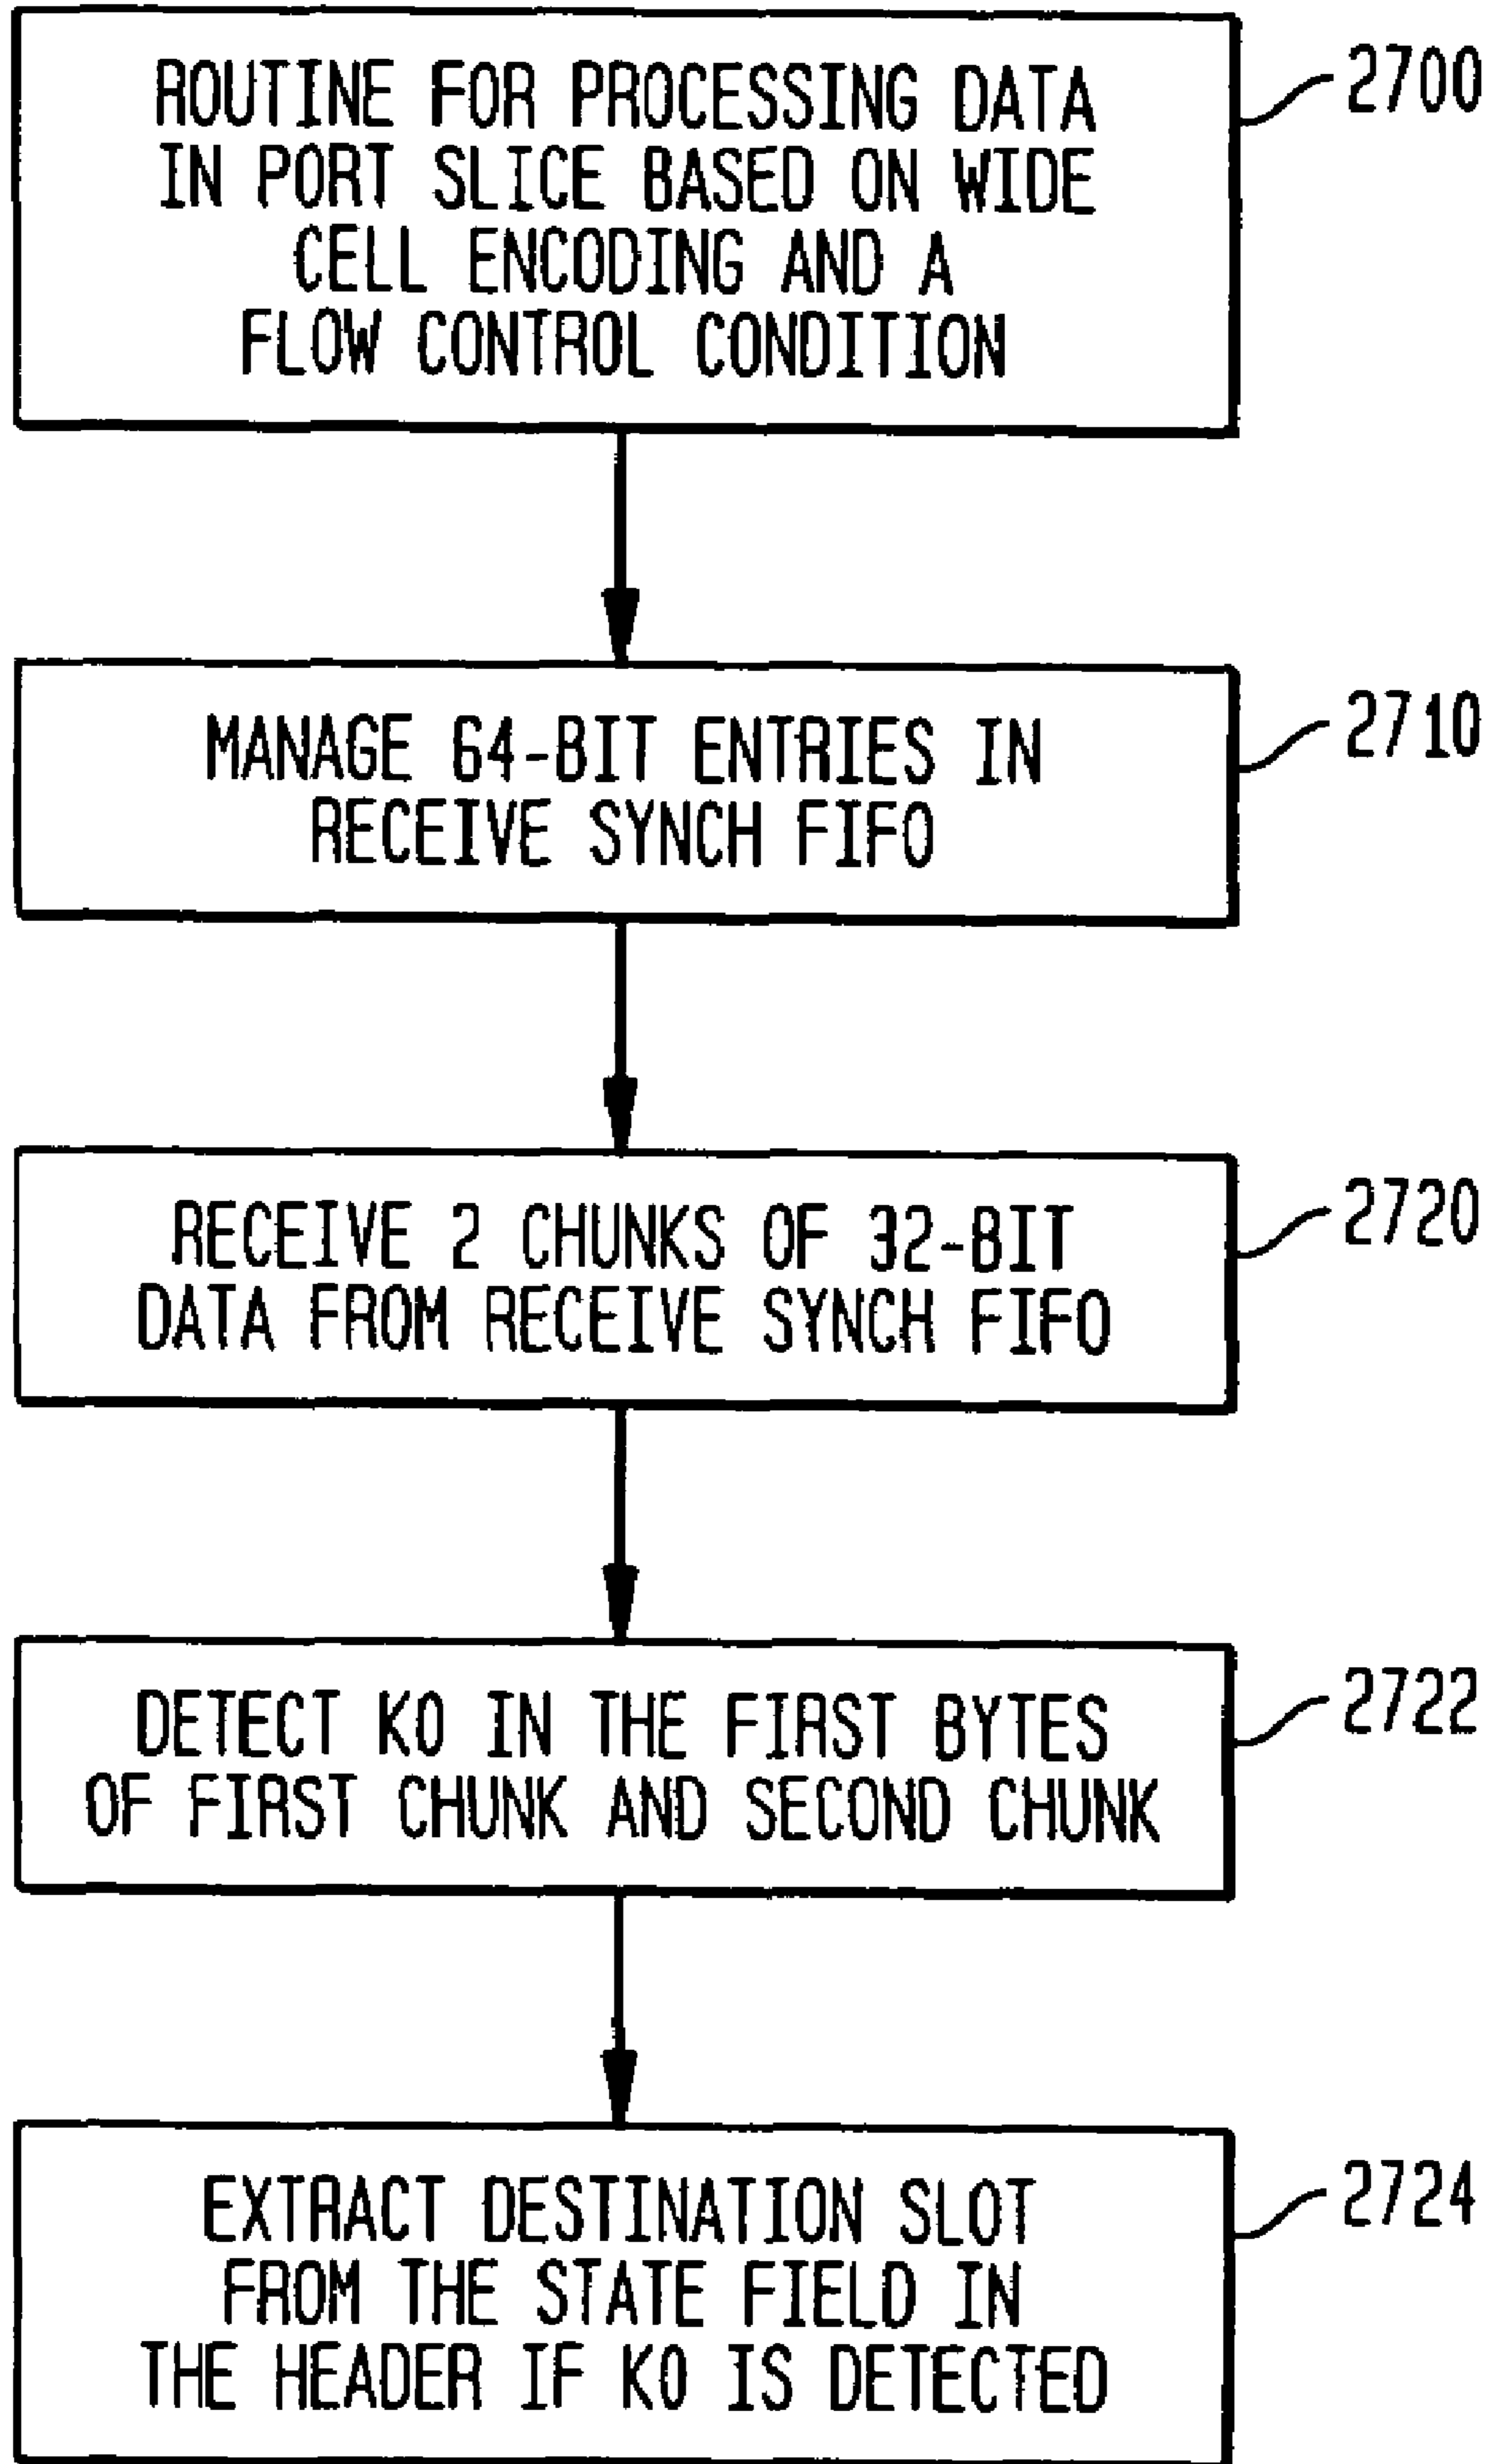 ROUTINE FOR PROCESSING DATA
IN PORT SLICE BASED ON WIDE
CELL ENCODING AND A
FLOW CONTROL CONDITION
2700
MANAGE 64-BIT ENTRIES IN
RECEIVE SYNCH FIFO
2710
RECEIVE 2 CHUNKS OF 32-BIT
DATA FROM RECEIVE SYNCH FIFO
2720
DETECT K0 IN THE FIRST BYTES
OF FIRST CHUNK AND SECOND CHUNK
2722
EXTRACT DESTINATION SLOT
FROM THE STATE FIELD IN
THE HEADER IF K0 IS DETECTED
2724